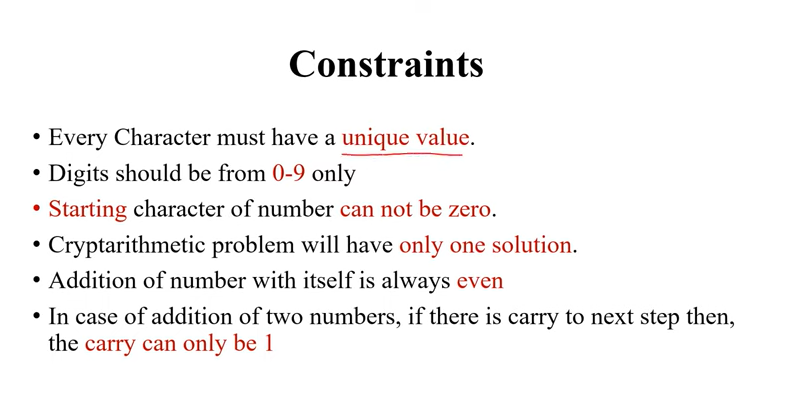 Constraints
• Every Character must have a unique value.
• Digits should be from 0-9 only
• Starting character of number can not be zero.
• Cryptarithmetic problem will have only one solution.
• Addition of number with itself is always even
• In case of addition of two numbers, if there is carry to next step then,
the carry can only be 1